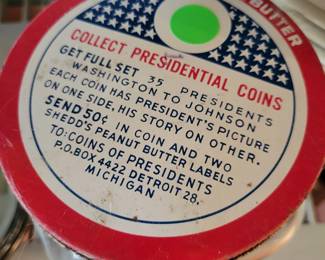 BUTTER
COLLECT PRESIDENTIAL COINS
GET FULL SET 35 PRESIDENTS
WASHINGTON TO JOHNSON
EACH COIN HAS PRESIDENT'S PICTURE
ON ONE SIDE, HIS STORY ON OTHER.
SEND 50¢ IN COIN AND TWO
SHEDD'S PEANUT BUTTER LABELS
TO: COINS OF PRESIDENTS
P.O. BOX 4422 DETROIT 28,
MICHIGAN